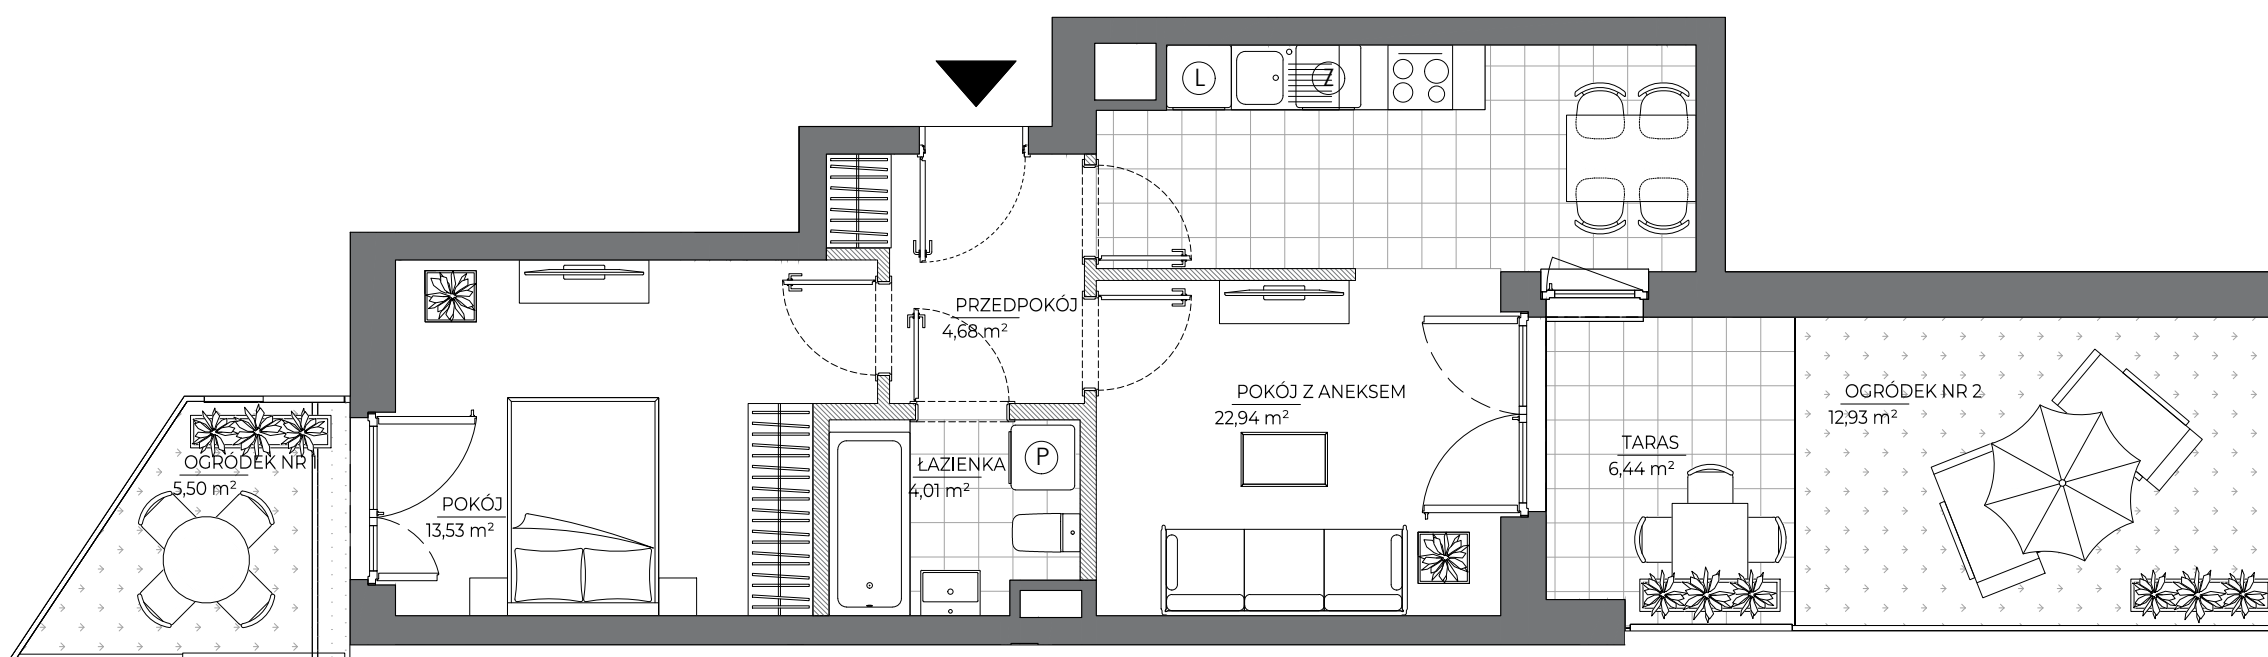 L
Z
PRZEDPOKÓJ
4,68 m²
POKÓJ Z ANEKSEM
22,94 m²
OGRÓDEK NR 2
12,93 m²
TARAS
6,44 m²
OGRÓDEK NR 1
5,50 m²
ŁAZIENKA
4,01 m²
P
POKÓJ
13,53 m²